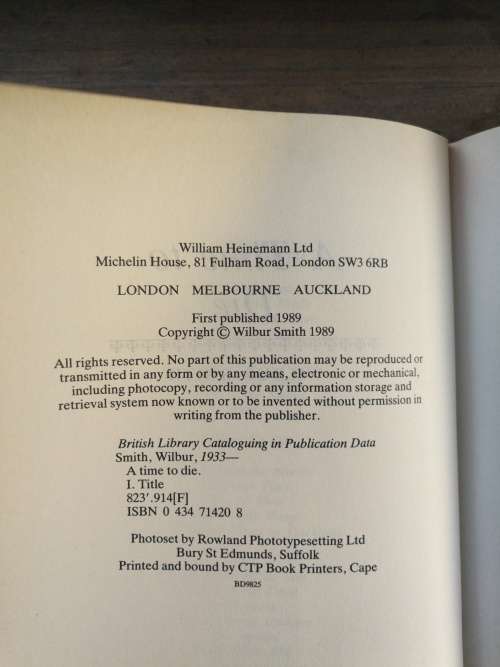 William Heinemann Ltd
Michelin House, 81 Fulham Road, London SW3 6RB
LONDON MELBOURNE AUCKLAND
First published 1989
Copyright © Wilbur Smith 1989
All rights reserved. No part of this publication may be reproduced or
transmitted in any form or by any means, electronic or mechanical,
including photocopy, recording or any information storage and
retrieval system now known or to be invented without permission in
writing from the publisher.
British Library Cataloguing in Publication Data
Smith, Wilbur, 1933—
A time to die.
I. Title
823'.914[F]
ISBN 0 434 71420 8
Photoset by Rowland Phototypesetting Ltd
Bury St Edmunds, Suffolk
Printed and bound by CTP Book Printers, Cape
BD9825